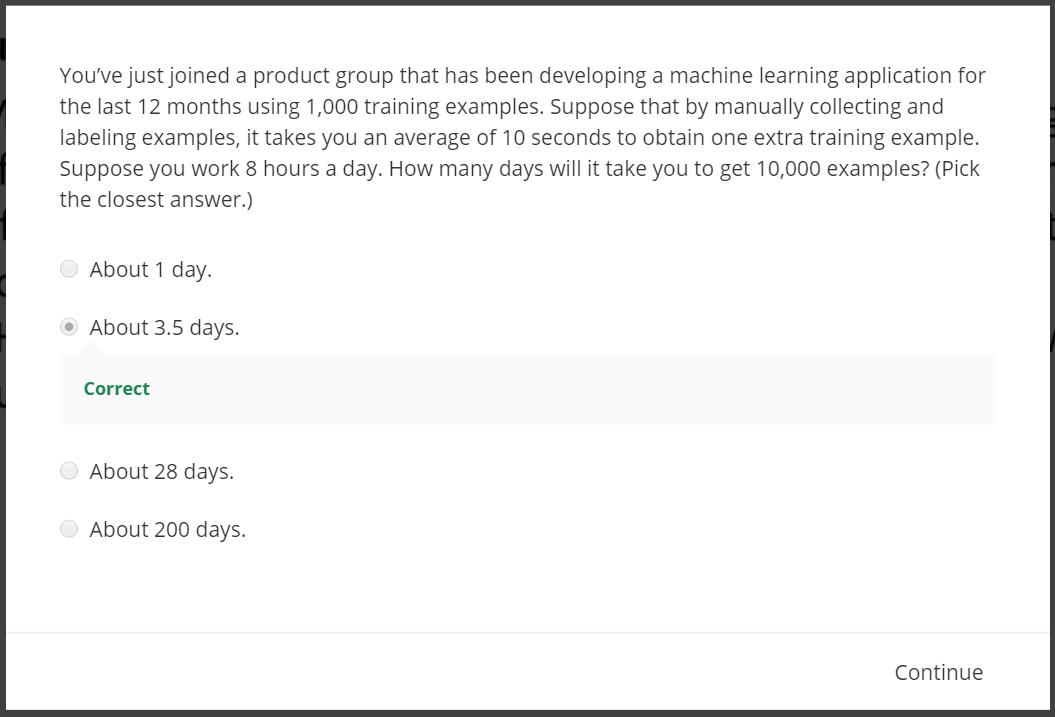 You’ve just joined a product group that has been developing a machine learning application for
the last 12 months using 1,000 training examples. Suppose that by manually collecting and
labeling examples, it takes you an average of 10 seconds to obtain one extra training example.
Suppose you work 8 hours a day. How many days will it take you to get 10,000 examples? (Pick
the closest answer.)
About 1 day.
About 3.5 days.
Correct
About 28 days.
About 200 days.
Continue